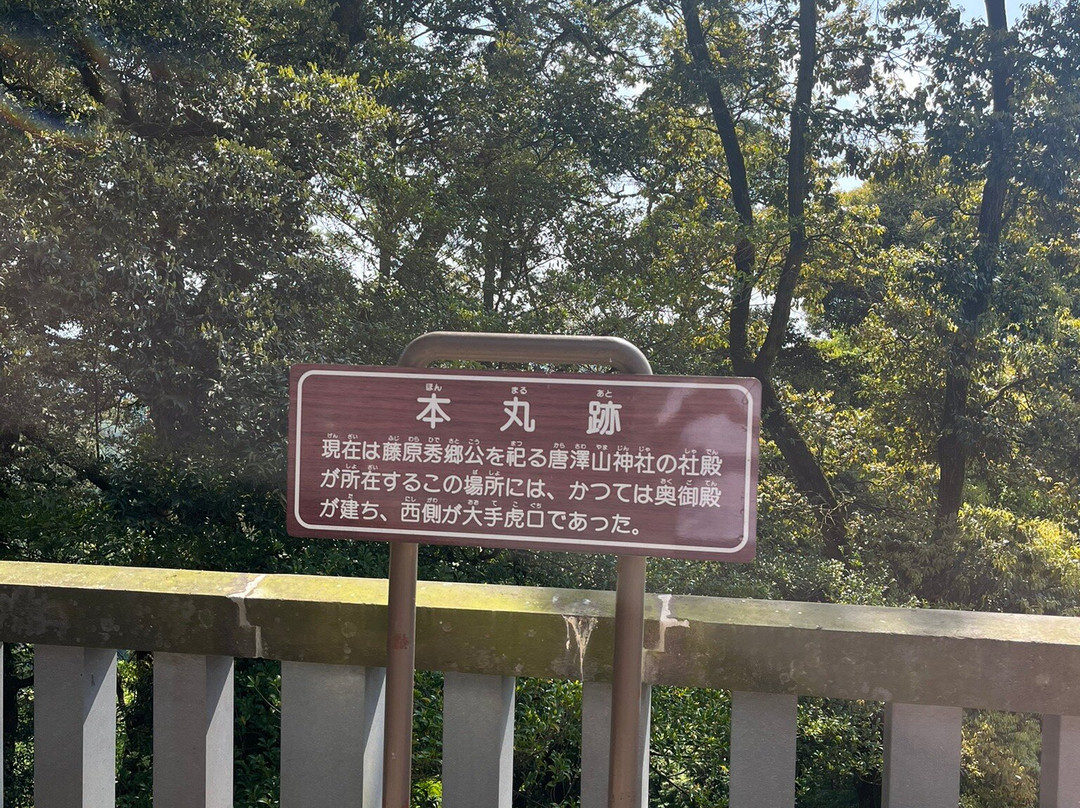 本丸跡
現在は藤原秀郷公を祀る唐澤山神社の社殿
が所在するこの場所には、かつては奥御殿
が建ち、西側が大手虎口であった。